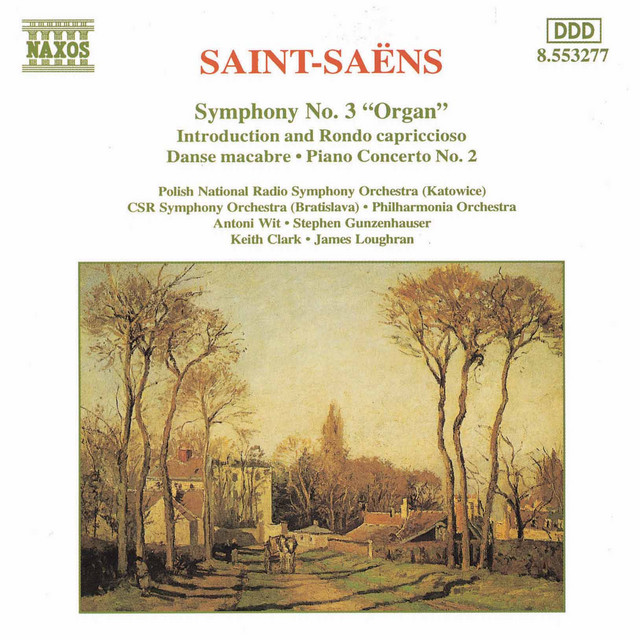 NAXOS
DDD
8.553277
SAINT-SAËNS
Symphony No. 3 “Organ”
Introduction and Rondo capriccioso
Danse macabre • Piano Concerto No. 2
Polish National Radio Symphony Orchestra (Katowice)
CSR Symphony Orchestra (Bratislava) • Philharmonia Orchestra
Antoni Wit • Stephen Gunzenhauser
Keith Clark • James Loughran